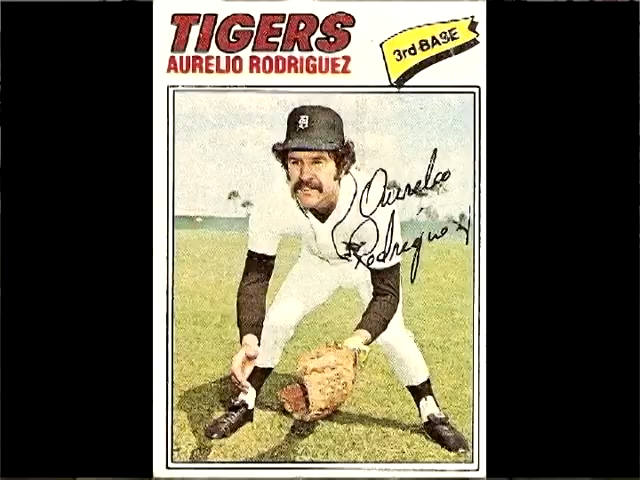 TIGERS
AURELIO RODRIGUEZ
3rd-BASE
D
Aurelio
Rodriguez